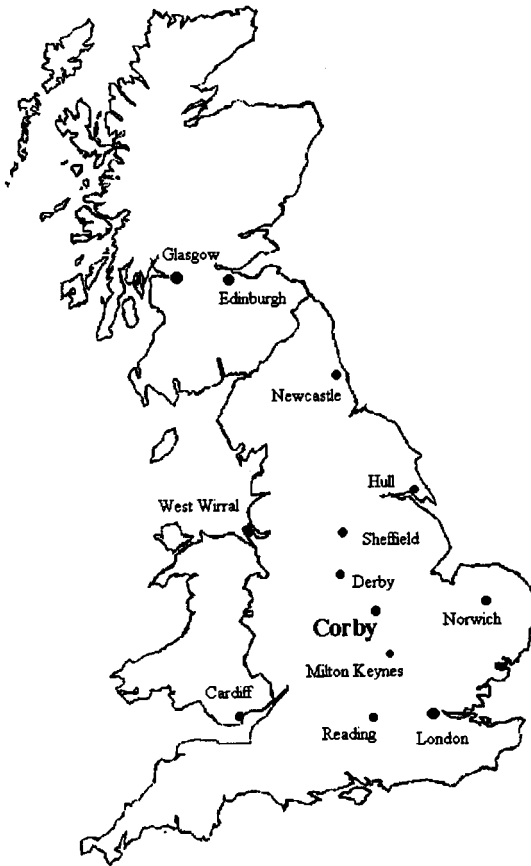 Glasgow
Edinburgh
Newcastle
Hull
West Wirral
Sheffield
Derby
Norwich
Corby
Milton Keynes
Cardiff
Reading
London